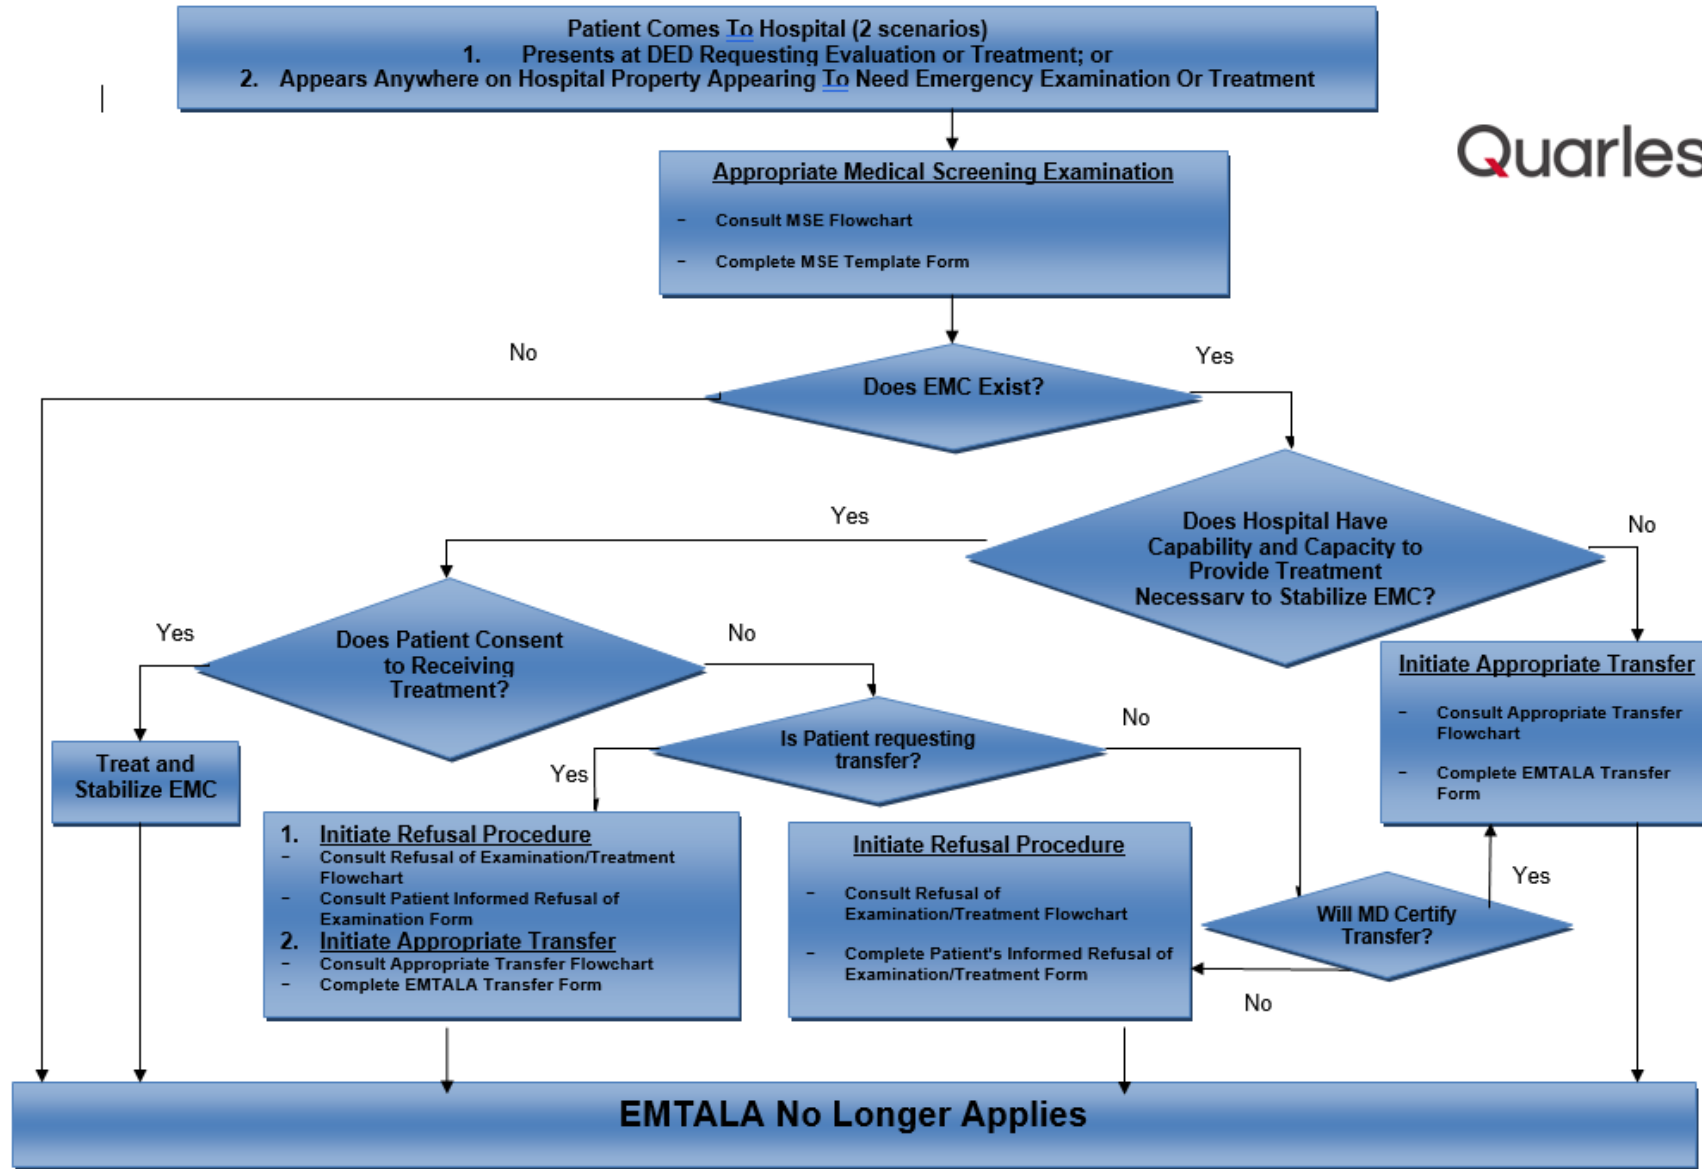 Patient Comes To Hospital (2 scenarios)
1. Presents at DED Requesting Evaluation or Treatment; or
2. Appears Anywhere on Hospital Property Appearing To Need Emergency Examination Or Treatment
Quarles
Appropriate Medical Screening Examination
- Consult MSE Flowchart
- Complete MSE Template Form
No
Yes
Does EMC Exist?
Yes
No
Does Hospital Have
Capability and Capacity to
Provide Treatment
Necessary to Stabilize EMC?
Yes
No
Does Patient Consent
to Receiving
Treatment?
Initiate Appropriate Transfer
- Consult Appropriate Transfer
Flowchart
- Complete EMTALA Transfer
Form
No
Is Patient requesting
transfer?
Yes
Treat and
Stabilize EMC
1. Initiate Refusal Procedure
- Consult Refusal of Examination/Treatment
Flowchart
- Consult Patient Informed Refusal of
Examination Form
2. Initiate Appropriate Transfer
- Consult Appropriate Transfer Flowchart
- Complete EMTALA Transfer Form
Initiate Refusal Procedure
- Consult Refusal of
Examination/Treatment Flowchart
- Complete Patient's Informed Refusal of
Examination/Treatment Form
Yes
Will MD Certify
Transfer?
No
EMTALA No Longer Applies